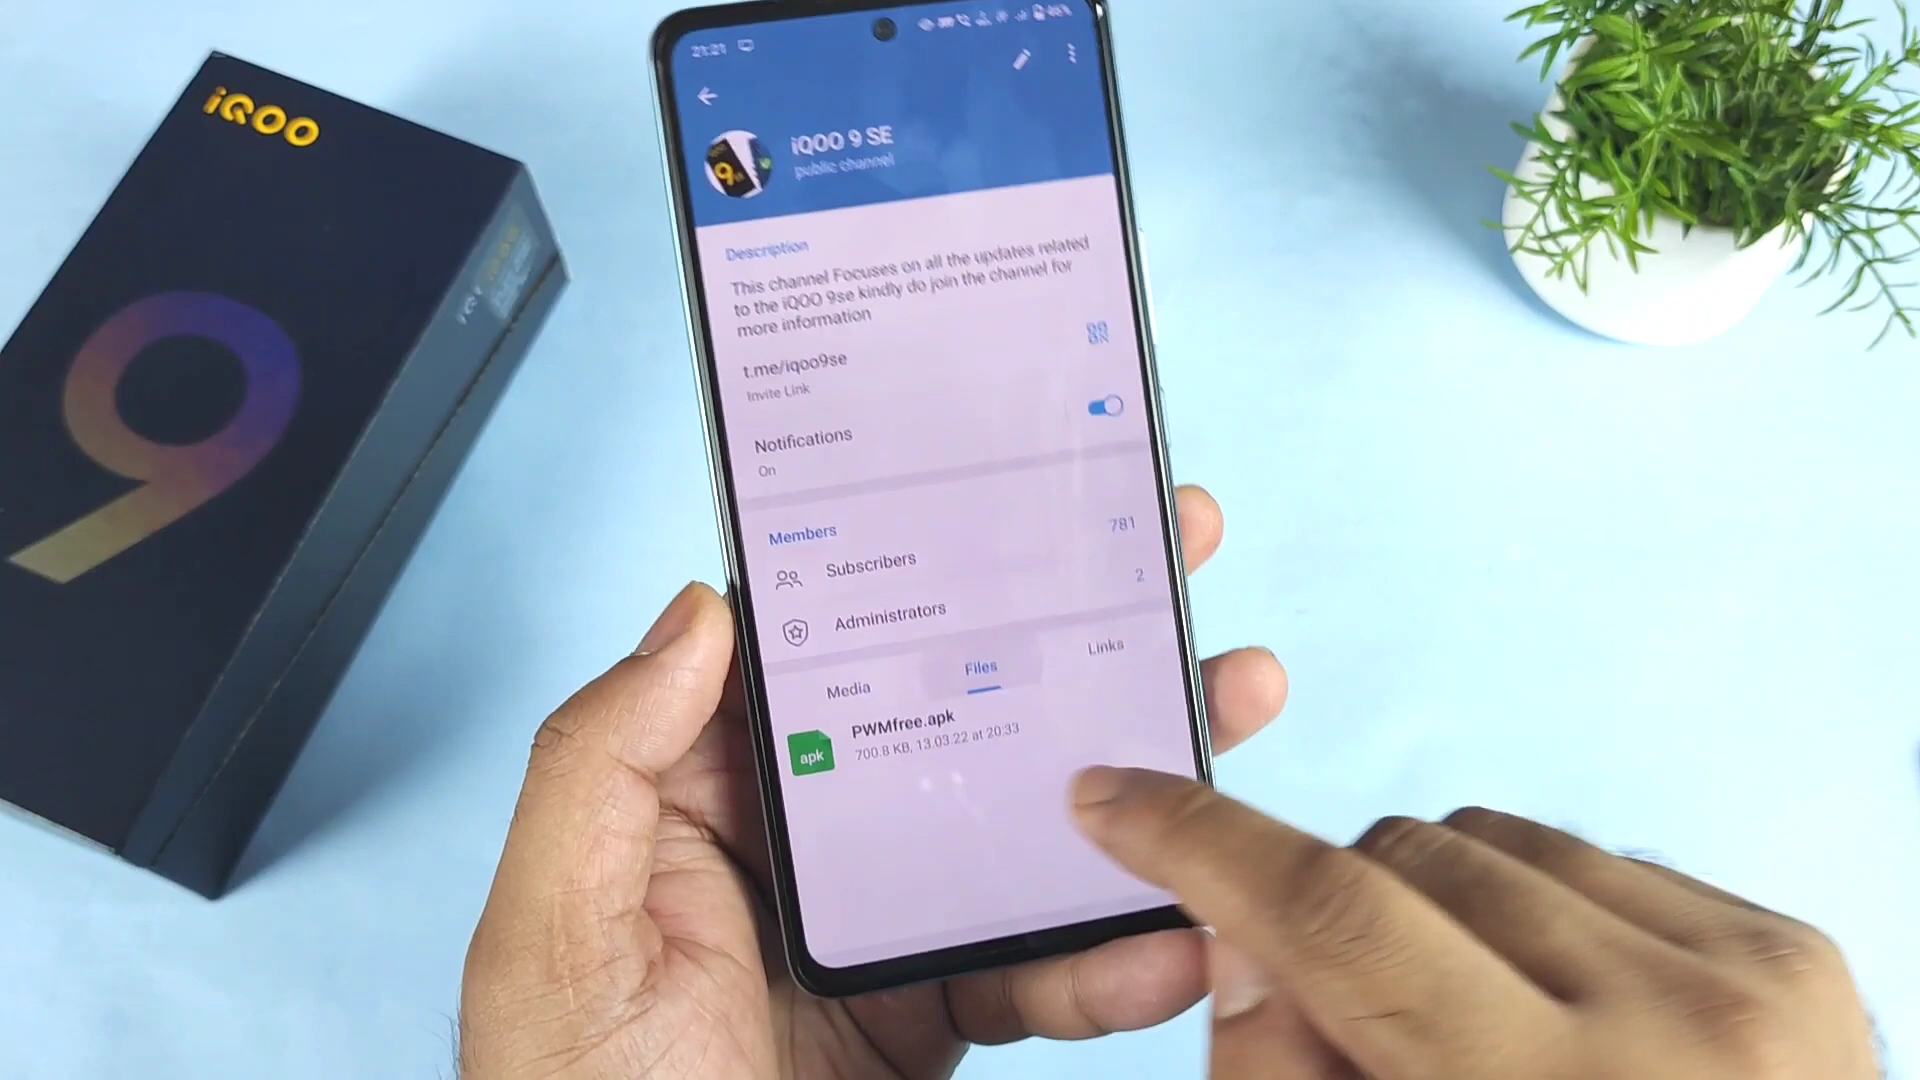 iQOO
9
21:21
iQOO 9 SE
public channel
Description
This channel Focuses on all the updates related
to the iQOO 9se kindly do join the channel for
more information
t.me/iqoo9se
Invite Link
Notifications
On
Members
Subscribers 781
Administrators 2
Media Files Links
apk
PWMfree.apk
700.8 KB, 13.03.22 at 20:33